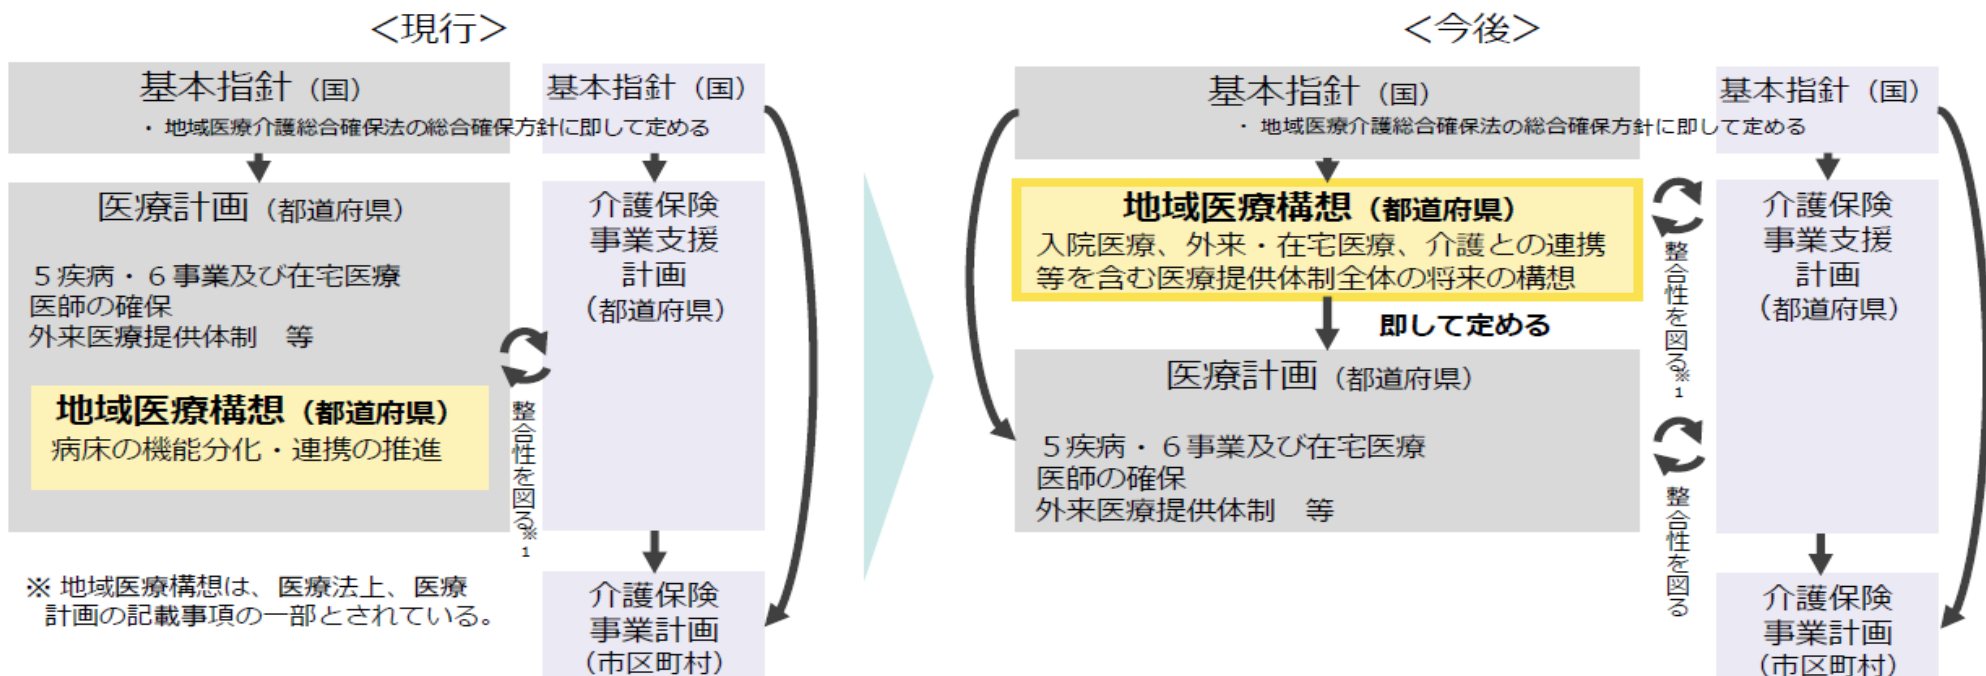 ＜現行＞
基本指針（国）
・ 地域医療介護総合確保法の総合確保方針に即して定める
基本指針（国）
医療計画（都道府県）
５疾病・６事業及び在宅医療
医師の確保
外来医療提供体制　等
地域医療構想（都道府県）
病床の機能分化・連携の推進
整合性を図る※1
介護保険
事業支援
計画
（都道府県）
介護保険
事業計画
（市区町村）
※ 地域医療構想は、医療法上、医療
計画の記載事項の一部とされている。
＜今後＞
基本指針（国）
・ 地域医療介護総合確保法の総合確保方針に即して定める
基本指針（国）
地域医療構想（都道府県）
入院医療、外来・在宅医療、介護との連携
等を含む医療提供体制全体の将来の構想
即して定める
医療計画（都道府県）
５疾病・６事業及び在宅医療
医師の確保
外来医療提供体制　等
整合性を図る※1
整合性を図る
介護保険
事業支援
計画
（都道府県）
介護保険
事業計画
（市区町村）